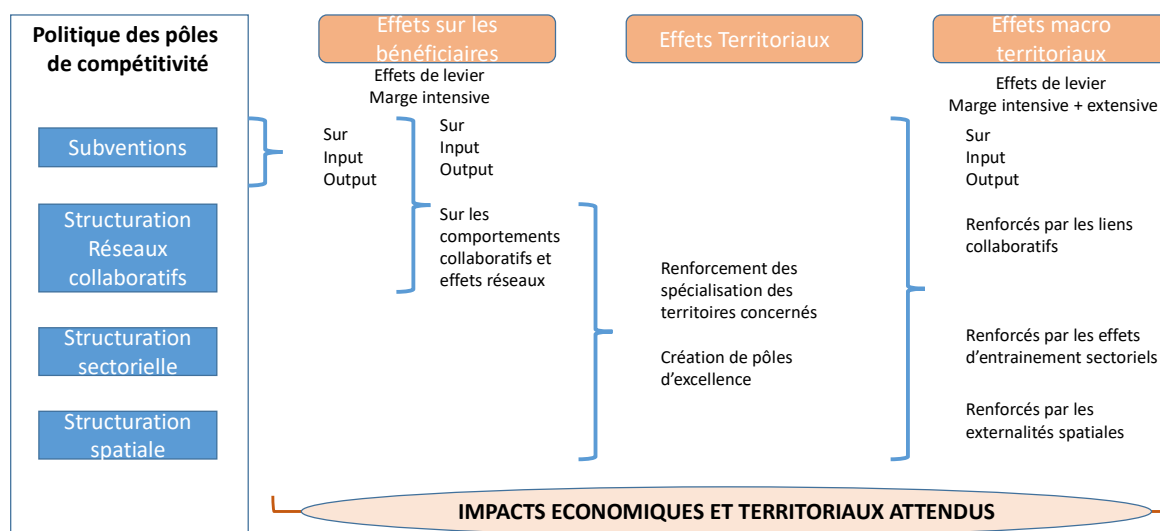 Politique des pôles
de compétitivité
Subventions
Structuration
Réseaux
collaboratifs
Structuration
sectorielle
Structuration
spatiale
Effets sur les
bénéficiaires
Effets de levier
Marge intensive
Sur
Input
Output
Sur
Input
Output
Sur les
comportements
collaboratifs et
effets réseaux
Effets Territoriaux
Renforcement des
spécialisation des
territoires concernés
Création de pôles
d'excellence
Effets macro
territoriaux
Effets de levier
Marge intensive + extensive
Sur
Input
Output
Renforcés par les liens
collaboratifs
Renforcés par les effets
d'entrainement sectoriels
Renforcés par les
externalités spatiales
IMPACTS ECONOMIQUES ET TERRITORIAUX ATTENDUS